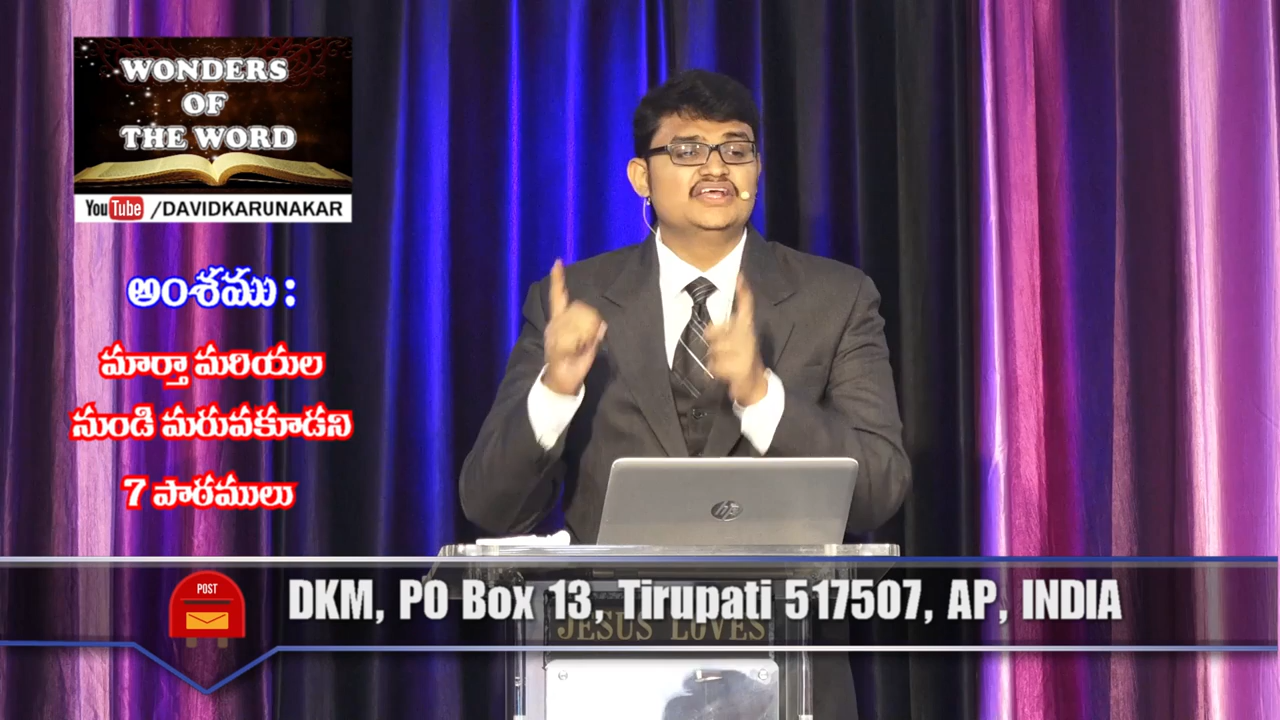 WONDERS
OF
THE WORD
YouTube /DAVIDKARUNAKAR
అంశము :
మార్తా మరియల
నుండి మరువకూడని
7 పాఠములు
POST
DKM, PO Box 13, Tirupati 517507, AP, INDIA
JESUS LOVES
hp